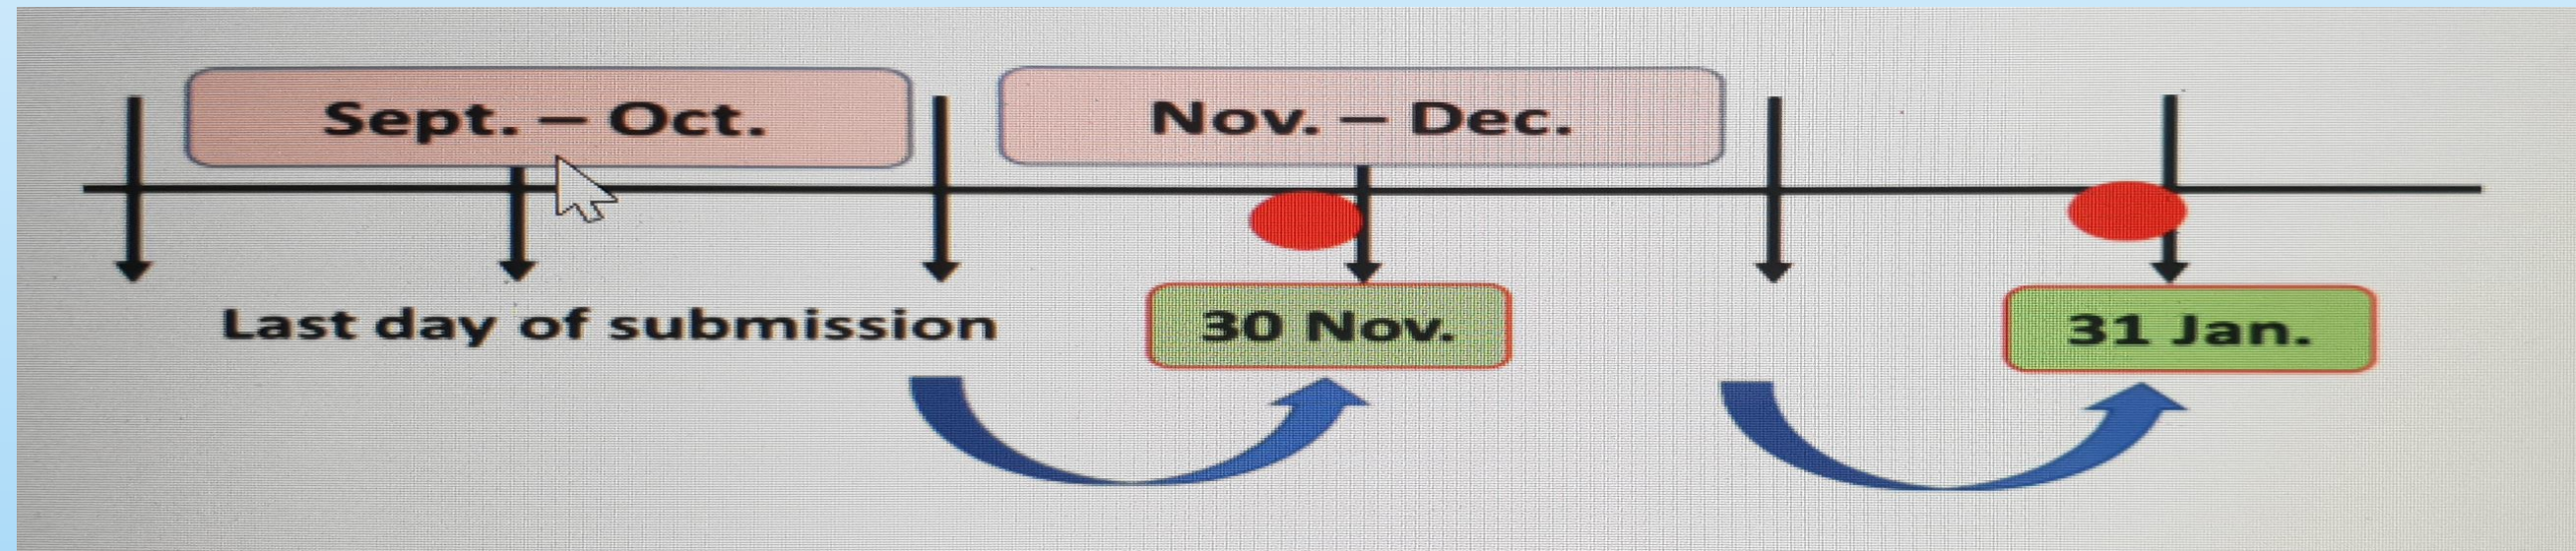 Sept. – Oct.
Nov. – Dec.
Last day of submission
30 Nov.
31 Jan.